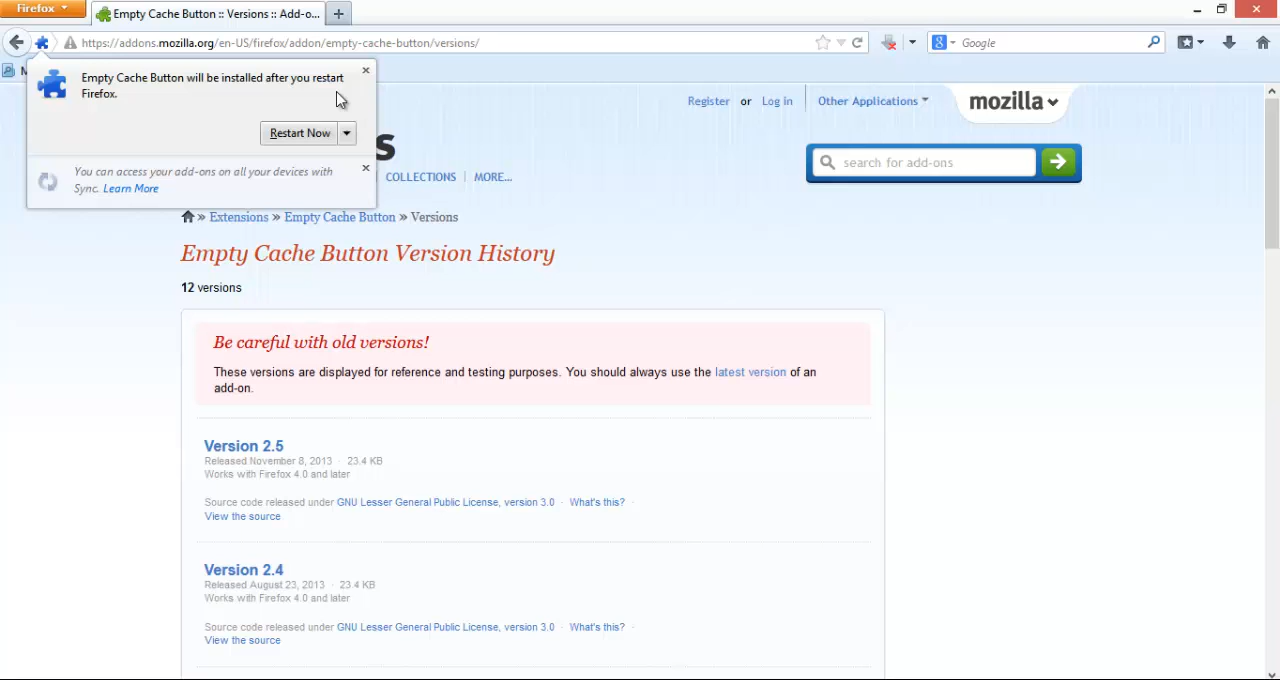 Firefox
Empty Cache Button :: Versions :: Add-o...
https://addons.mozilla.org/en-US/firefox/addon/empty-cache-button/versions/
Google
Empty Cache Button will be installed after you restart
Firefox.
Restart Now
You can access your add-ons on all your devices with
Sync. Learn More
Register or Log in
Other Applications
mozilla
search for add-ons
COLLECTIONS | MORE...
» Extensions » Empty Cache Button » Versions
Empty Cache Button Version History
12 versions
Be careful with old versions!
These versions are displayed for reference and testing purposes. You should always use the latest version of an
add-on.
Version 2.5
Released November 8, 2013 · 23.4 KB
Works with Firefox 4.0 and later
Source code released under GNU Lesser General Public License, version 3.0 · What's this? ·
View the source
Version 2.4
Released August 23, 2013 · 23.4 KB
Works with Firefox 4.0 and later
Source code released under GNU Lesser General Public License, version 3.0 · What's this? ·
View the source